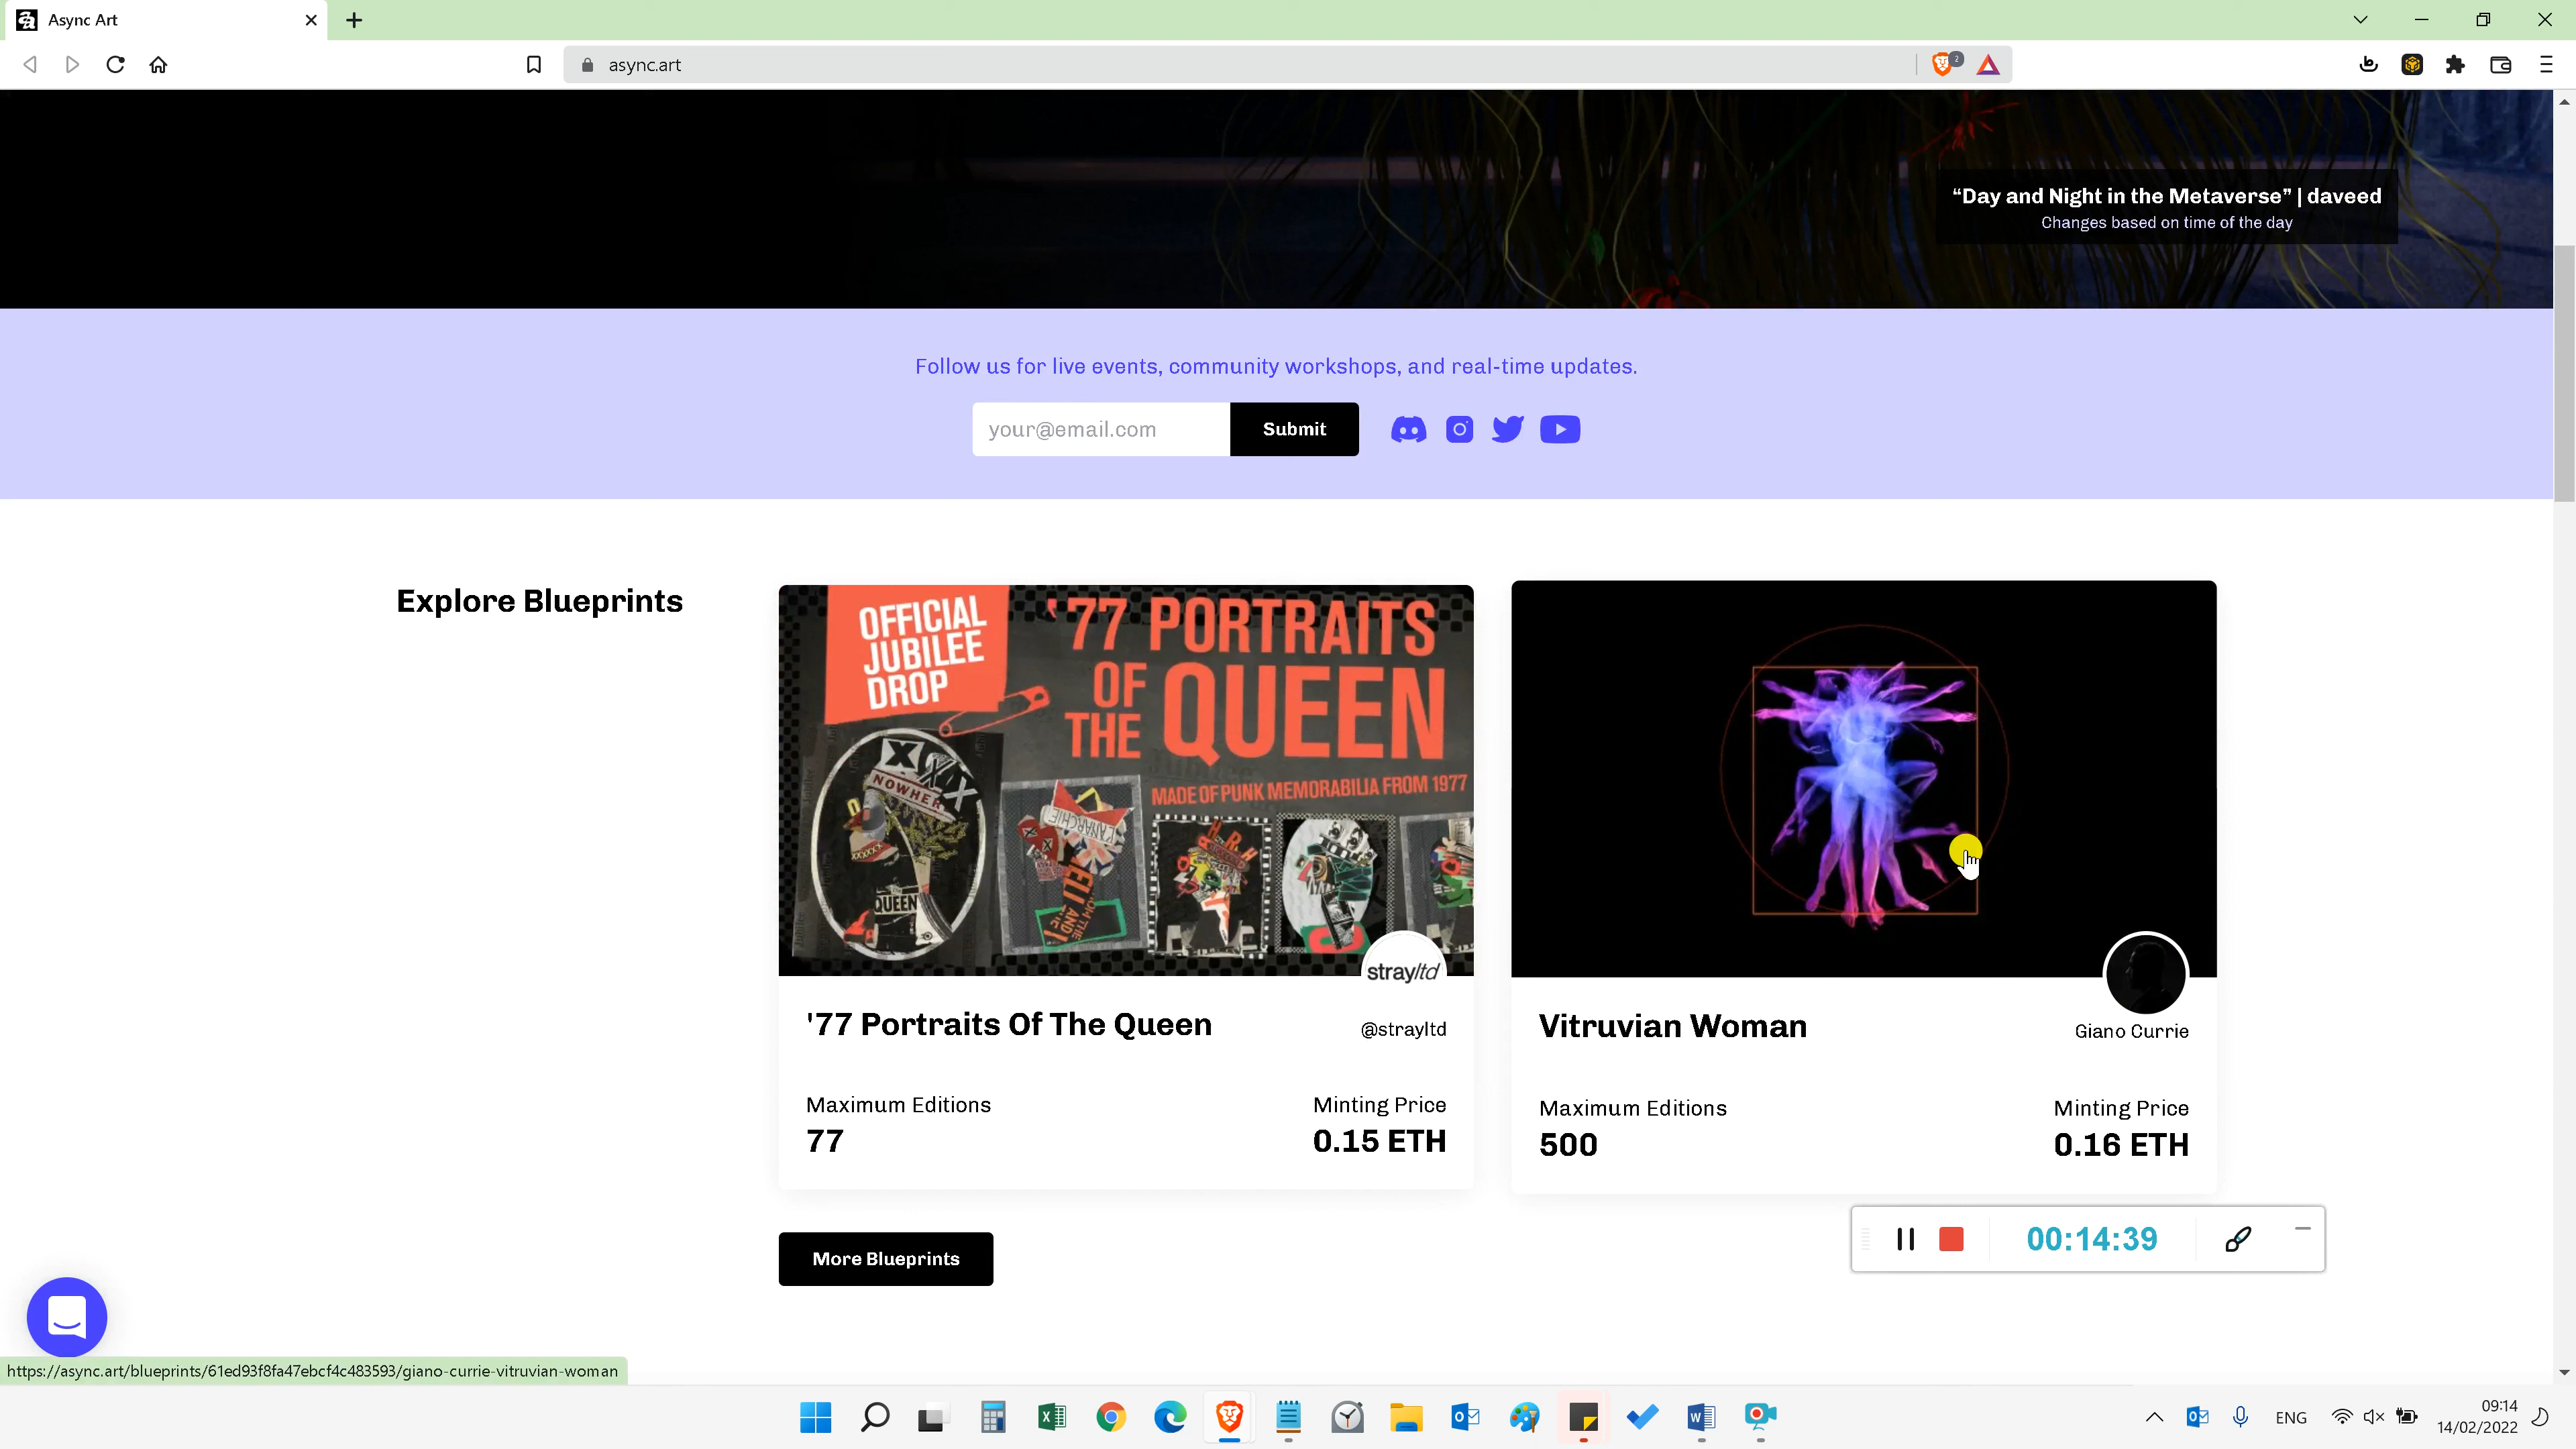 Async Art
async.art
2
“Day and Night in the Metaverse” | daveed
Changes based on time of the day
Follow us for live events, community workshops, and real-time updates.
your@email.com
Submit
Explore Blueprints
OFFICIAL
JUBILEE
DROP
'77 PORTRAITS
OF
THE QUEEN
MADE OF PUNK MEMORABILIA FROM 1977
NOWHER
QUEEN
strayltd
'77 Portraits Of The Queen
@strayltd
Maximum Editions
Minting Price
77
0.15 ETH
Vitruvian Woman
Giano Currie
Maximum Editions
Minting Price
500
0.16 ETH
More Blueprints
00:14:39
https://async.art/blueprints/61ed93f8fa47ebcf4c483593/giano-currie-vitruvian-woman
ENG
09:14
14/02/2022